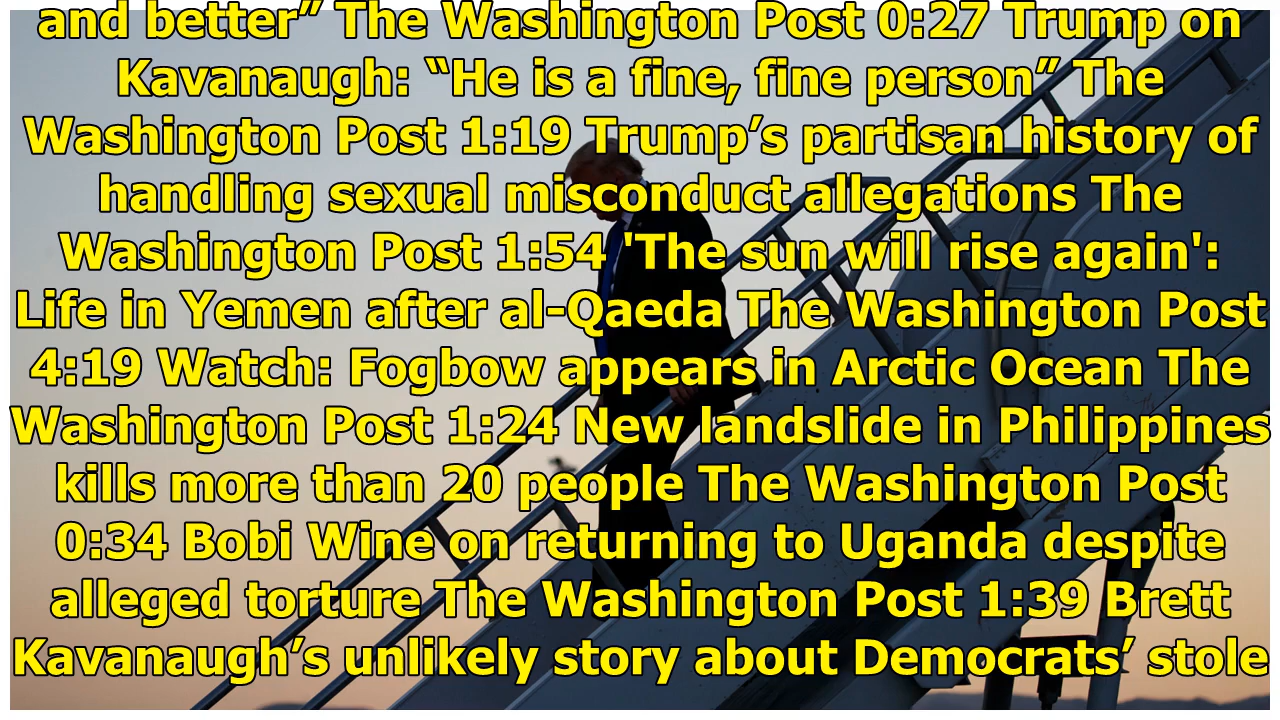 and better” The Washington Post 0:27 Trump on
Kavanaugh: “He is a fine, fine person” The
Washington Post 1:19 Trump’s partisan history of
handling sexual misconduct allegations The
Washington Post 1:54 'The sun will rise again':
Life in Yemen after al-Qaeda The Washington Post
4:19 Watch: Fogbow appears in Arctic Ocean The
Washington Post 1:24 New landslide in Philippines
kills more than 20 people The Washington Post
0:34 Bobi Wine on returning to Uganda despite
alleged torture The Washington Post 1:39 Brett
Kavanaugh’s unlikely story about Democrats’ stole